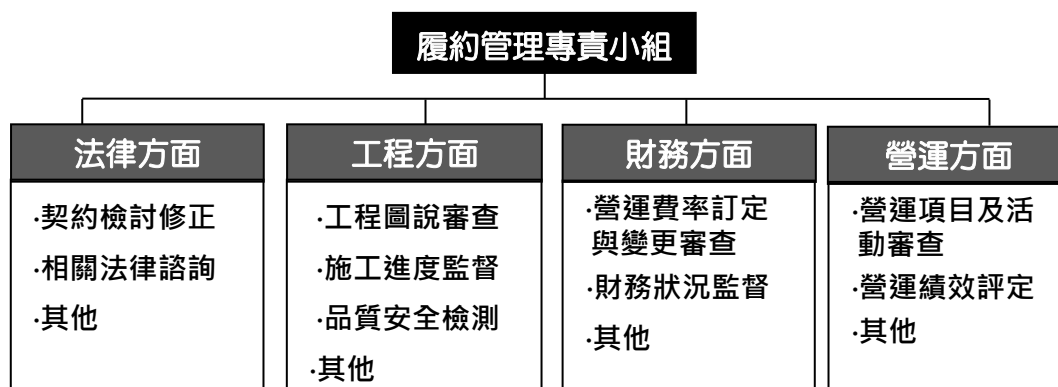 履約管理專責小組
法律方面
·契約檢討修正
·相關法律諮詢
·其他
工程方面
·工程圖說審查
·施工進度監督
·品質安全檢測
·其他
財務方面
·營運費率訂定
與變更審查
·財務狀況監督
·其他
營運方面
·營運項目及活
動審查
·營運績效評定
·其他